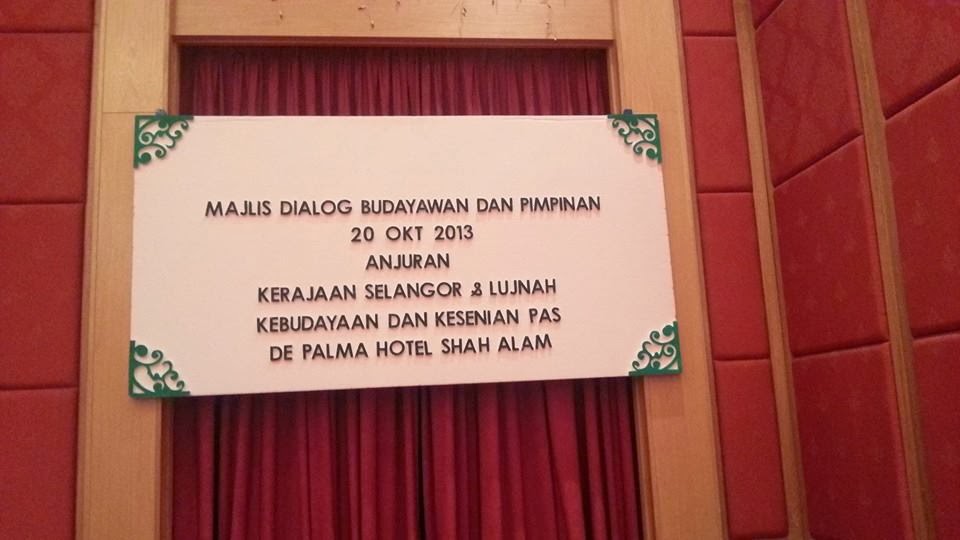 MAJLIS DIALOG BUDAYAWAN DAN PIMPINAN
20 OKT 2013
ANJURAN
KERAJAAN SELANGOR & LUJNAH
KEBUDAYAAN DAN KESENIAN PAS
DE PALMA HOTEL SHAH ALAM